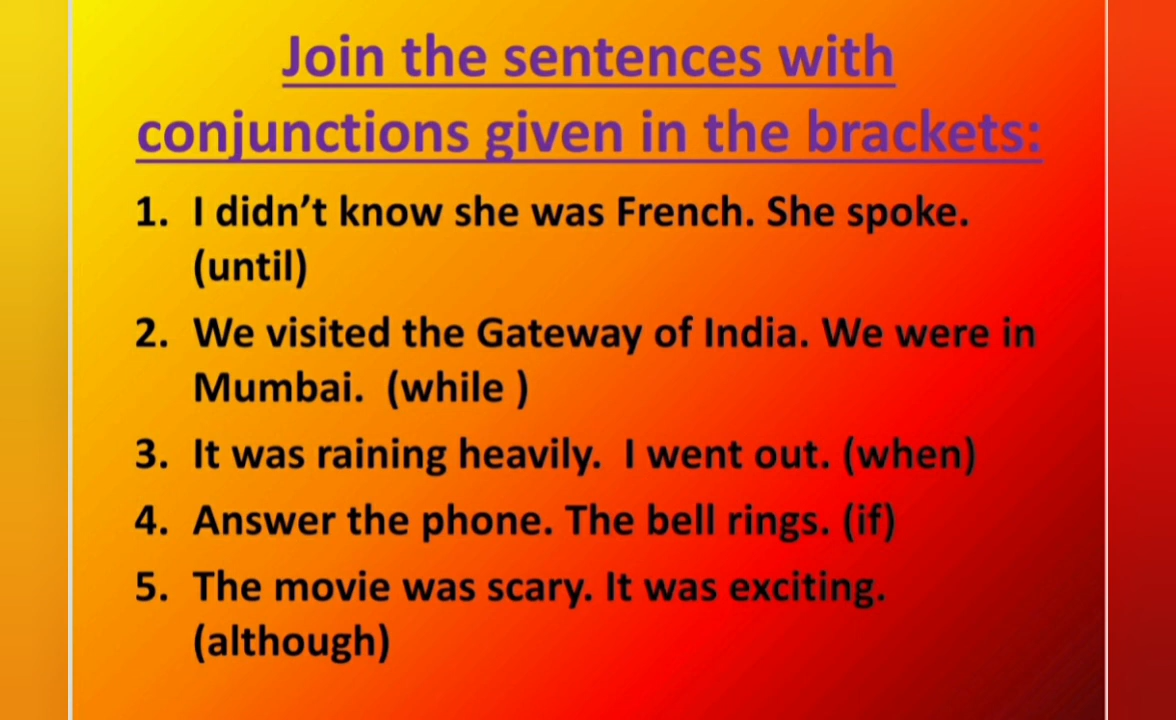 Join the sentences with
conjunctions given in the brackets:
1. I didn’t know she was French. She spoke.
(until)
2. We visited the Gateway of India. We were in
Mumbai. (while )
3. It was raining heavily. I went out. (when)
4. Answer the phone. The bell rings. (if)
5. The movie was scary. It was exciting.
(although)